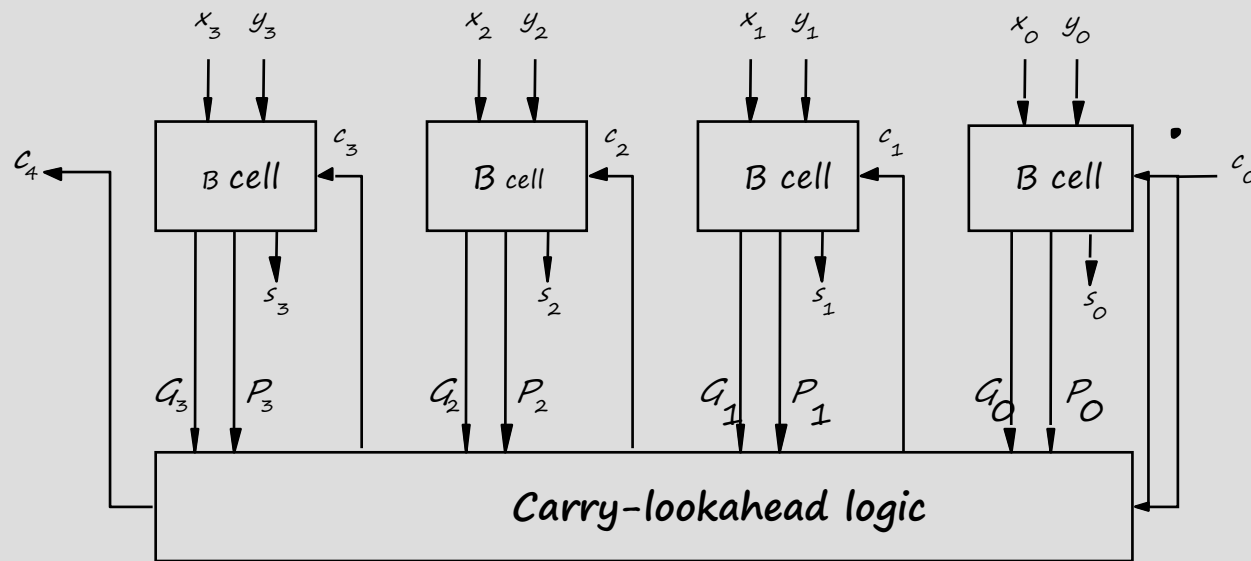 x3 y3 x2 y2 x1 y1 x0 y0
c4 B cell c3 B cell c2 B cell c1 B cell c0
s3 s2 s1 s0
G3 P3 G2 P2 G1 P1 G0 P0
Carry-lookahead logic